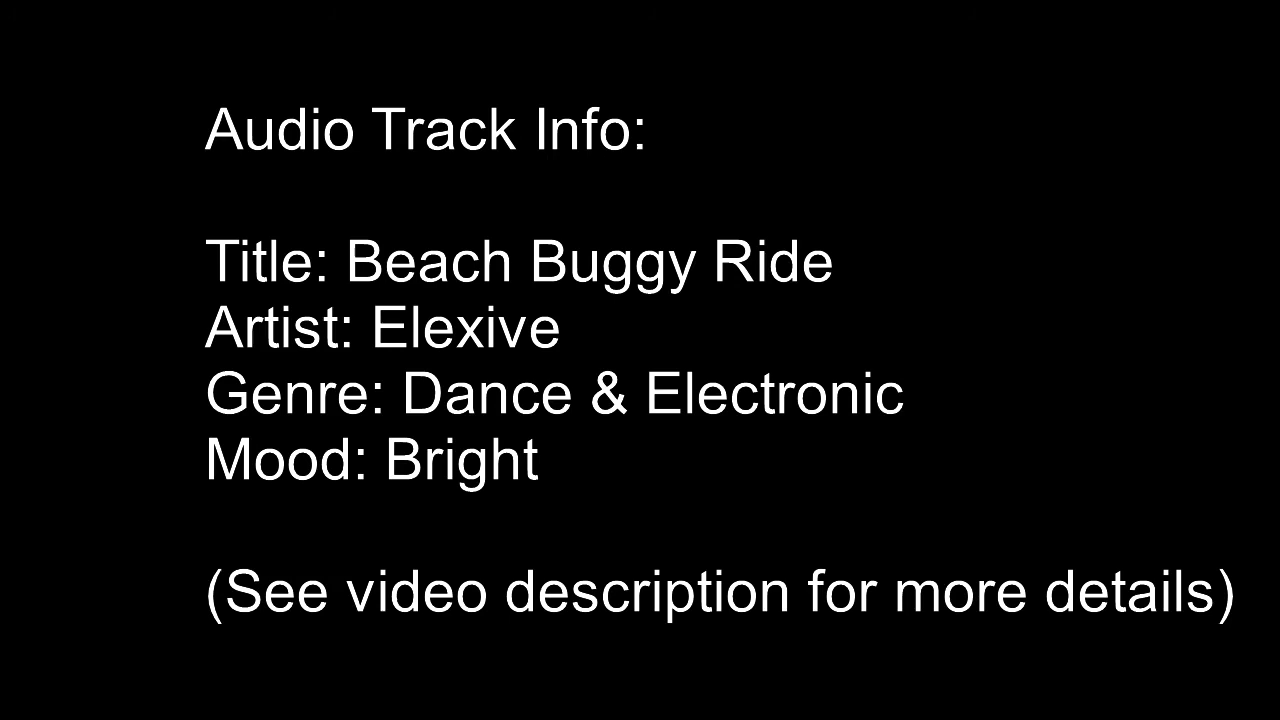 Audio Track Info:
Title: Beach Buggy Ride
Artist: Elexive
Genre: Dance & Electronic
Mood: Bright
(See video description for more details)